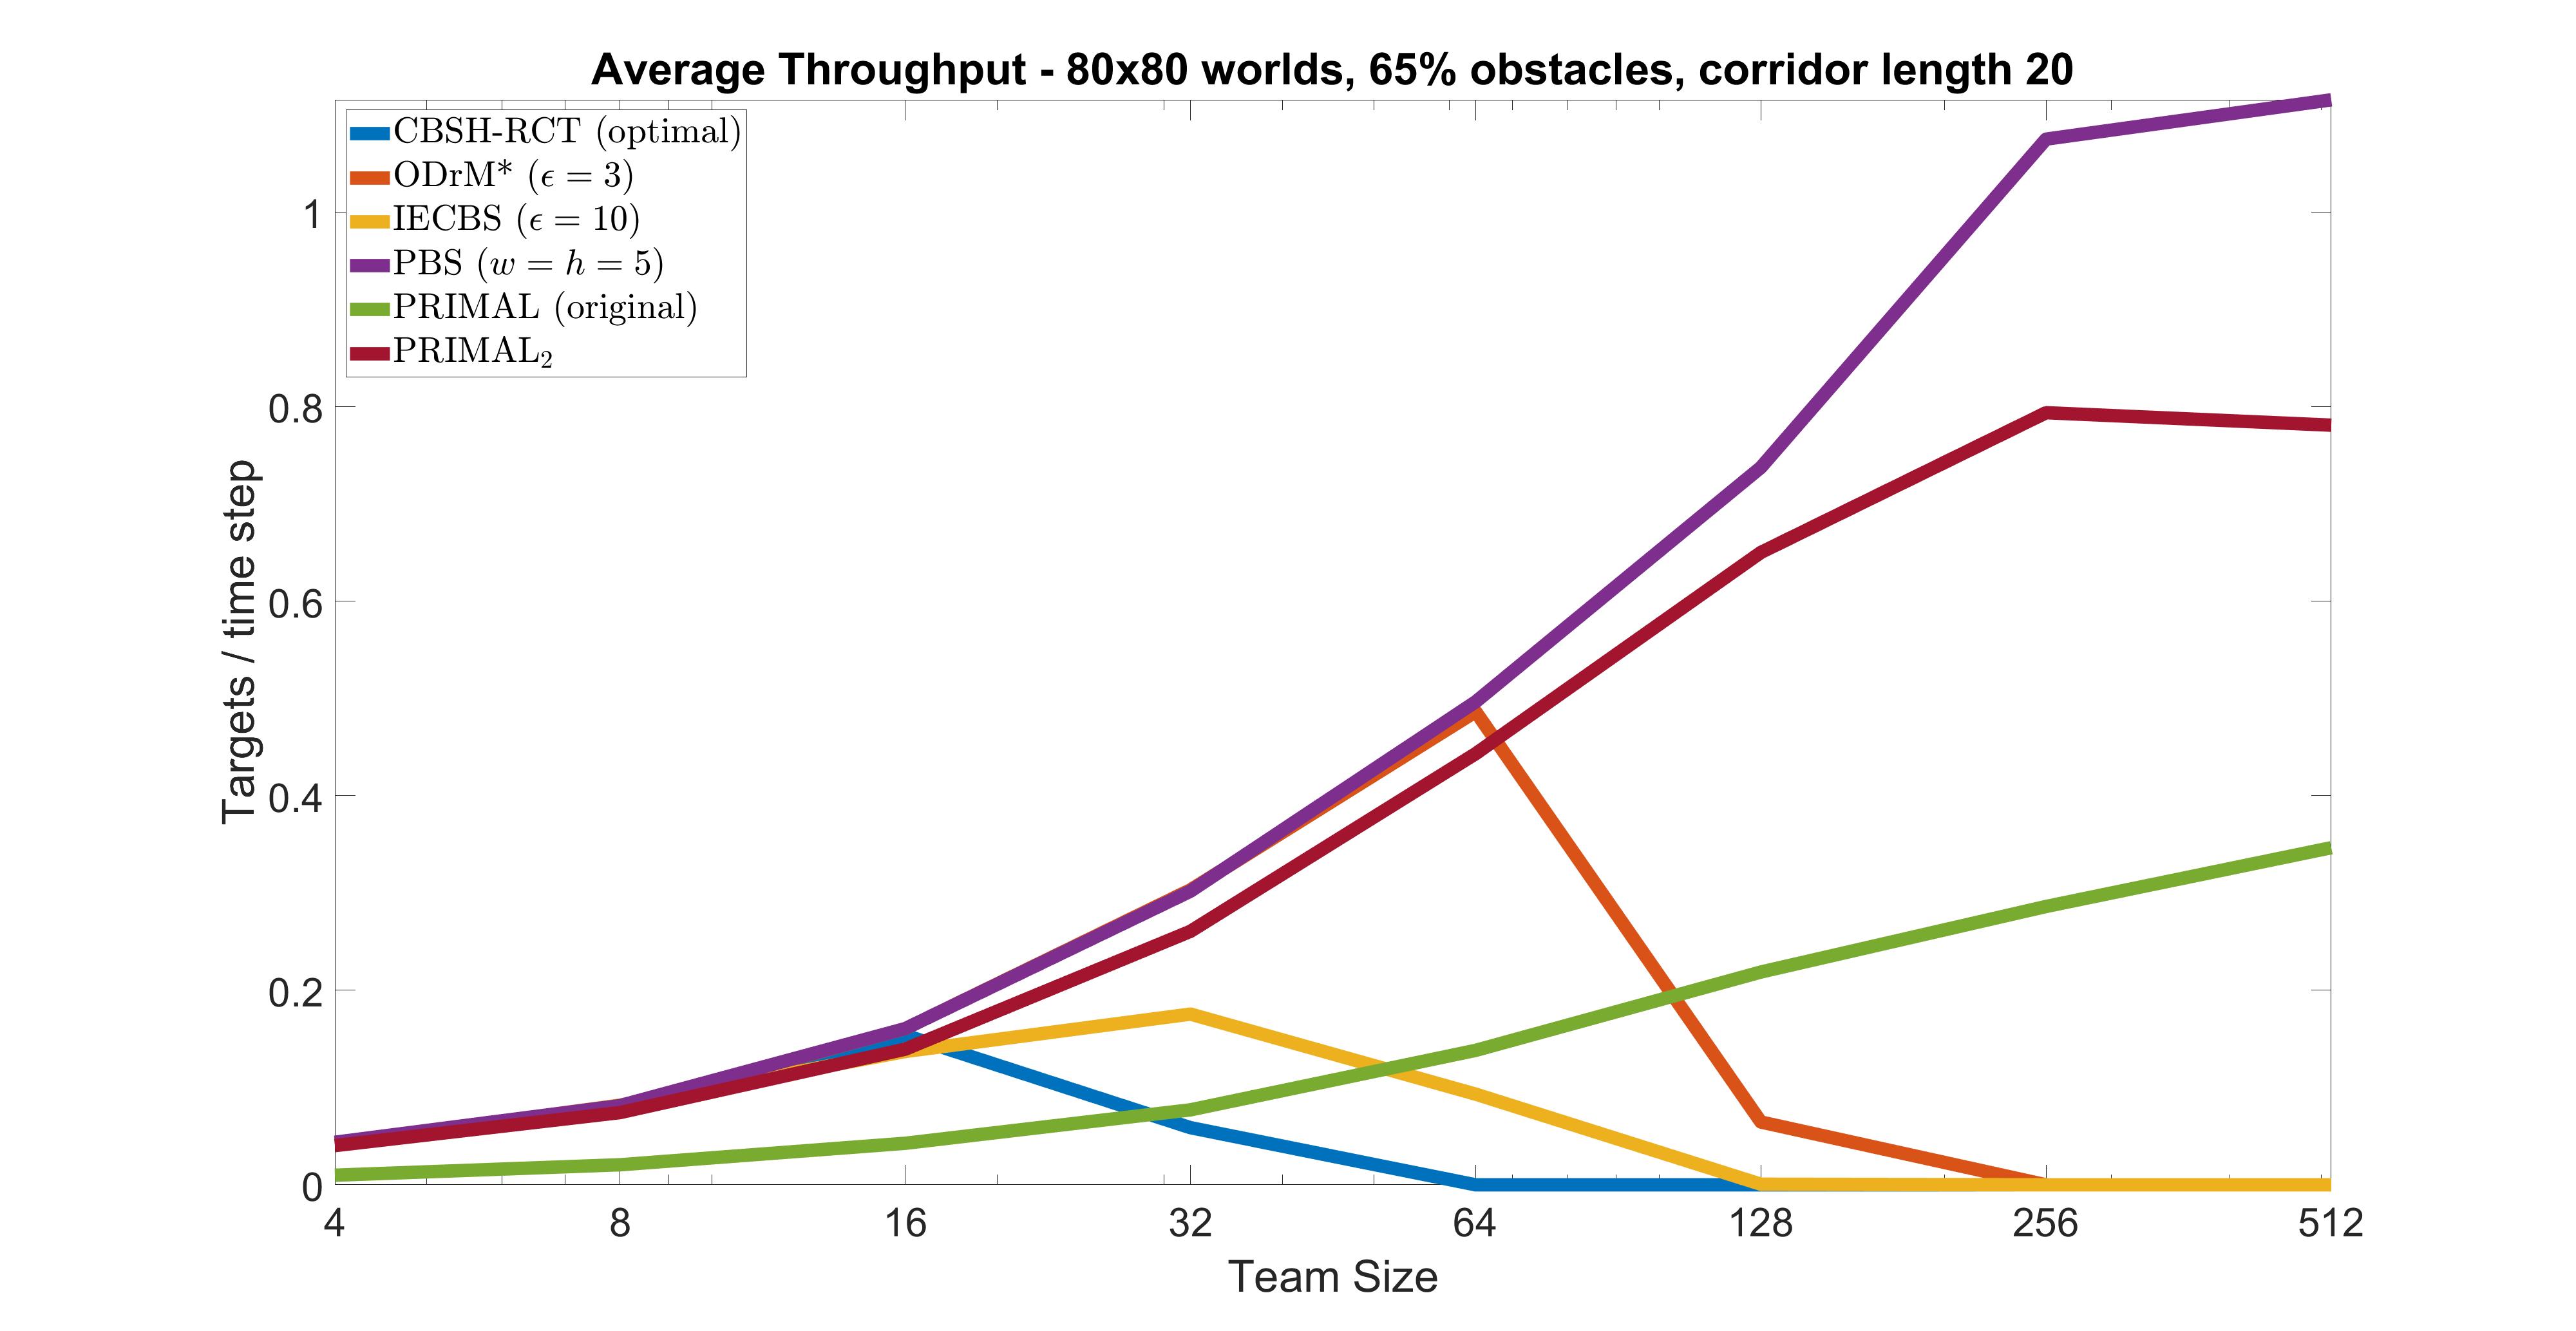 Average Throughput - 80x80 worlds, 65% obstacles, corridor length 20
CBSH-RCT (optimal)
ODrM* (ϵ = 3)
IECBS (ϵ = 10)
PBS (w = h = 5)
PRIMAL (original)
PRIMAL₂
Targets / time step
1
0.8
0.6
0.4
0.2
0
4 8 16 32 64 128 256 512
Team Size